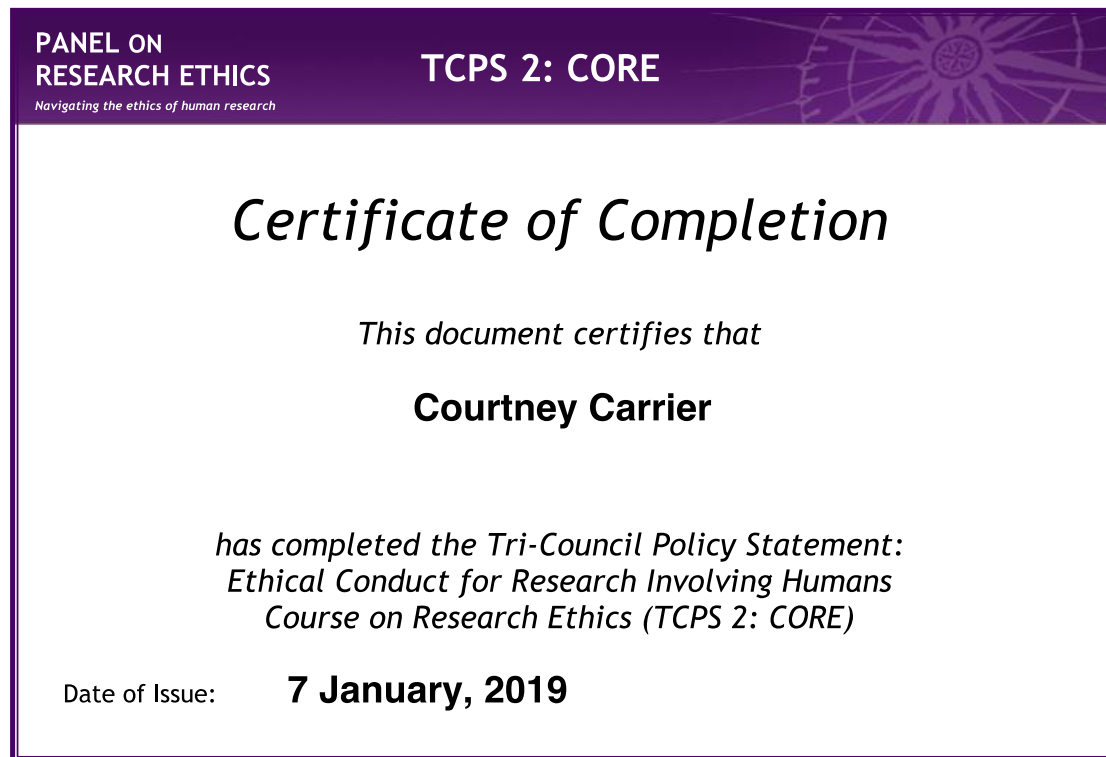 PANEL ON
RESEARCH ETHICS
Navigating the ethics of human research
TCPS 2: CORE
Certificate of Completion
This document certifies that
Courtney Carrier
has completed the Tri-Council Policy Statement:
Ethical Conduct for Research Involving Humans
Course on Research Ethics (TCPS 2: CORE)
Date of Issue: 7 January, 2019